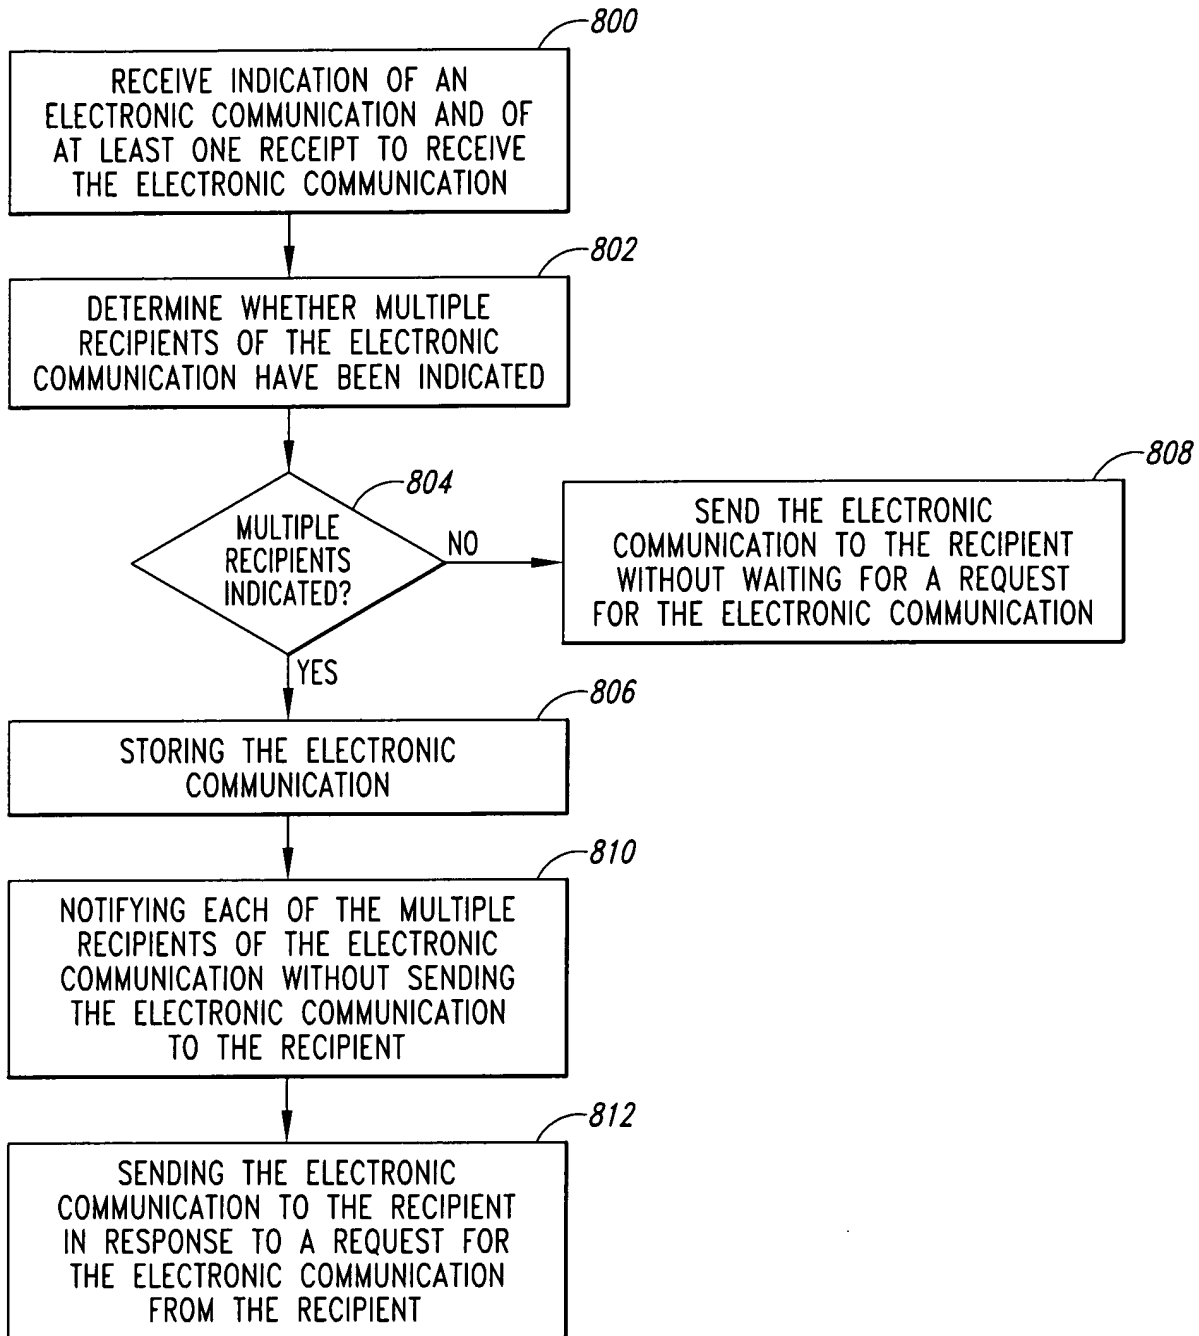 800
RECEIVE INDICATION OF AN
ELECTRONIC COMMUNICATION AND OF
AT LEAST ONE RECEIPT TO RECEIVE
THE ELECTRONIC COMMUNICATION
802
DETERMINE WHETHER MULTIPLE
RECIPIENTS OF THE ELECTRONIC
COMMUNICATION HAVE BEEN INDICATED
804
MULTIPLE
RECIPIENTS
INDICATED?
NO
808
SEND THE ELECTRONIC
COMMUNICATION TO THE RECIPIENT
WITHOUT WAITING FOR A REQUEST
FOR THE ELECTRONIC COMMUNICATION
YES
806
STORING THE ELECTRONIC
COMMUNICATION
810
NOTIFYING EACH OF THE MULTIPLE
RECIPIENTS OF THE ELECTRONIC
COMMUNICATION WITHOUT SENDING
THE ELECTRONIC COMMUNICATION
TO THE RECIPIENT
812
SENDING THE ELECTRONIC
COMMUNICATION TO THE RECIPIENT
IN RESPONSE TO A REQUEST FOR
THE ELECTRONIC COMMUNICATION
FROM THE RECIPIENT